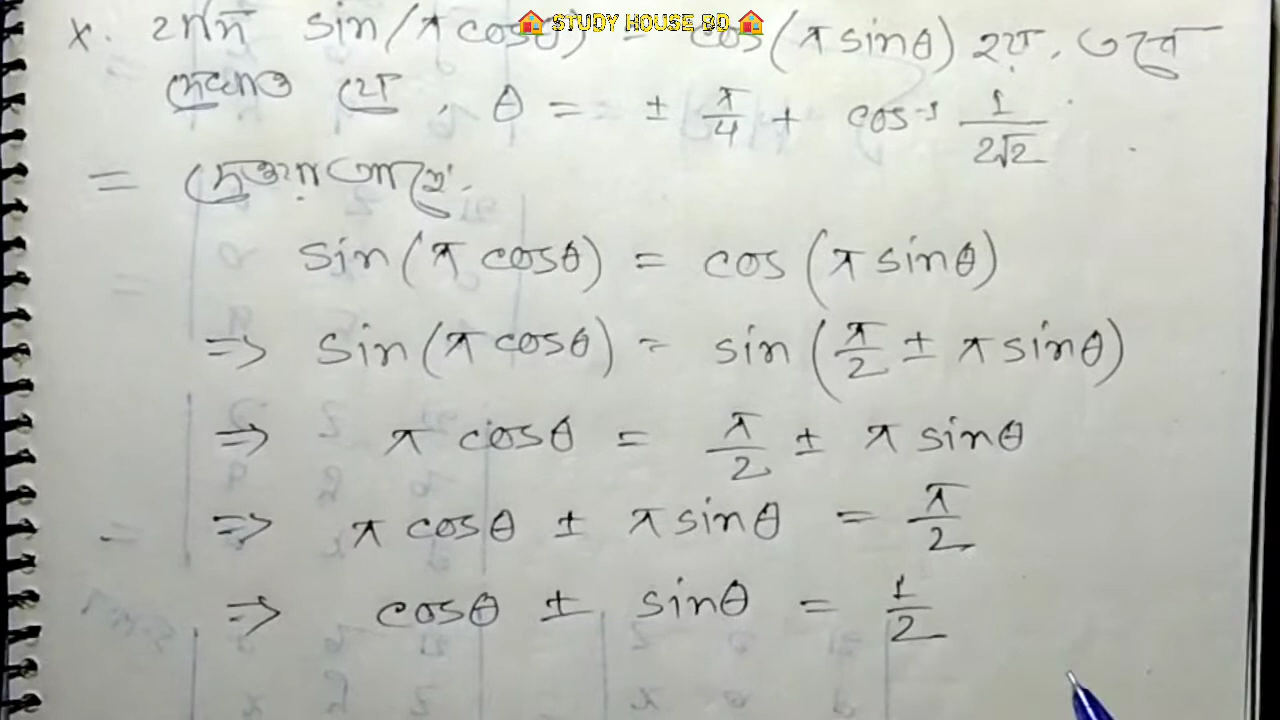 🏠 STUDY HOUSE BD 🏠
x. যখন sin(π cosθ) = cos(π sinθ) হয়, তবে
দেখাও যে, θ = ± π/4 + cos⁻¹ 1/2√2
= দেওয়া আছে,
sin(π cosθ) = cos(π sinθ)
⇒ sin(π cosθ) = sin(π/2 ± π sinθ)
⇒ π cosθ = π/2 ± π sinθ
⇒ π cosθ ± π sinθ = π/2
⇒ cosθ ± sinθ = 1/2